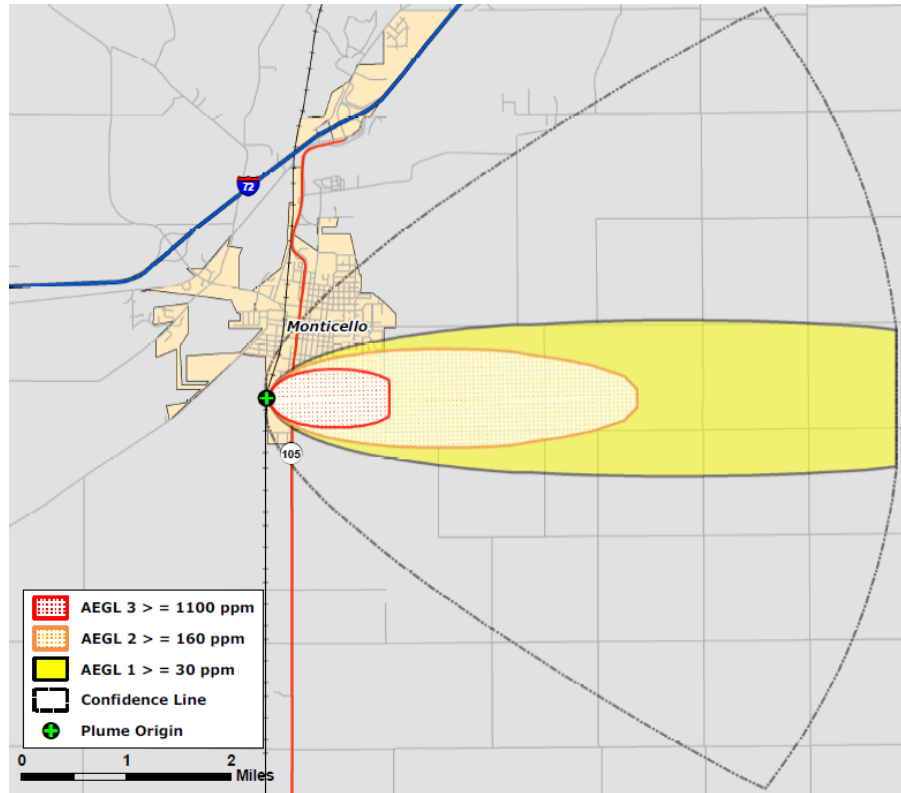 72
Monticello
105
AEGL 3 > = 1100 ppm
AEGL 2 > = 160 ppm
AEGL 1 > = 30 ppm
Confidence Line
Plume Origin
0 1 2
Miles